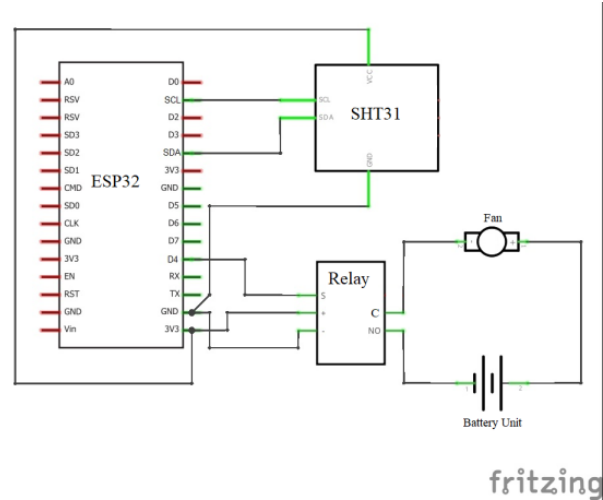 VCC
A0 D0
RSV SCL SCL
RSV D2 SDA SHT31
SD3 D3
SD2 SDA
SD1 3V3 GND
CMD ESP32 GND
SD0 D5
CLK D6
GND D7
3V3 D4
EN RX
RST TX
GND GND
Vin 3V3
Fan
- +
Relay
S
+ C
- NO
1 2
Battery Unit
fritzing